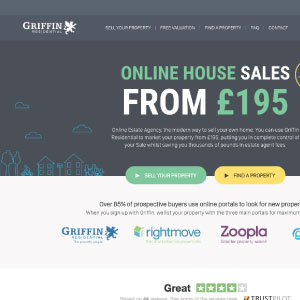 GRIFFIN
RESIDENTIAL
SELL YOUR PROPERTY
FREE VALUATION
FIND A PROPERTY
FAQ
CONTACT
ONLINE HOUSE SALES
FROM £195
Online Estate Agency, the modern way to sell your own home. You can use Griffin
Residential to market your property from £195, putting you in complete control of
your Sale whilst saving you thousands of pounds in estate agent fees.
SELL YOUR PROPERTY
FIND A PROPERTY
Over 85% of prospective buyers use online portals to look for new proper
When you sign up with Griffin, we list your property with the three main portals for maximum
GRIFFIN
RESIDENTIAL
rightmove
Zoopla
Smarter property search
Great
TRUSTPILOT